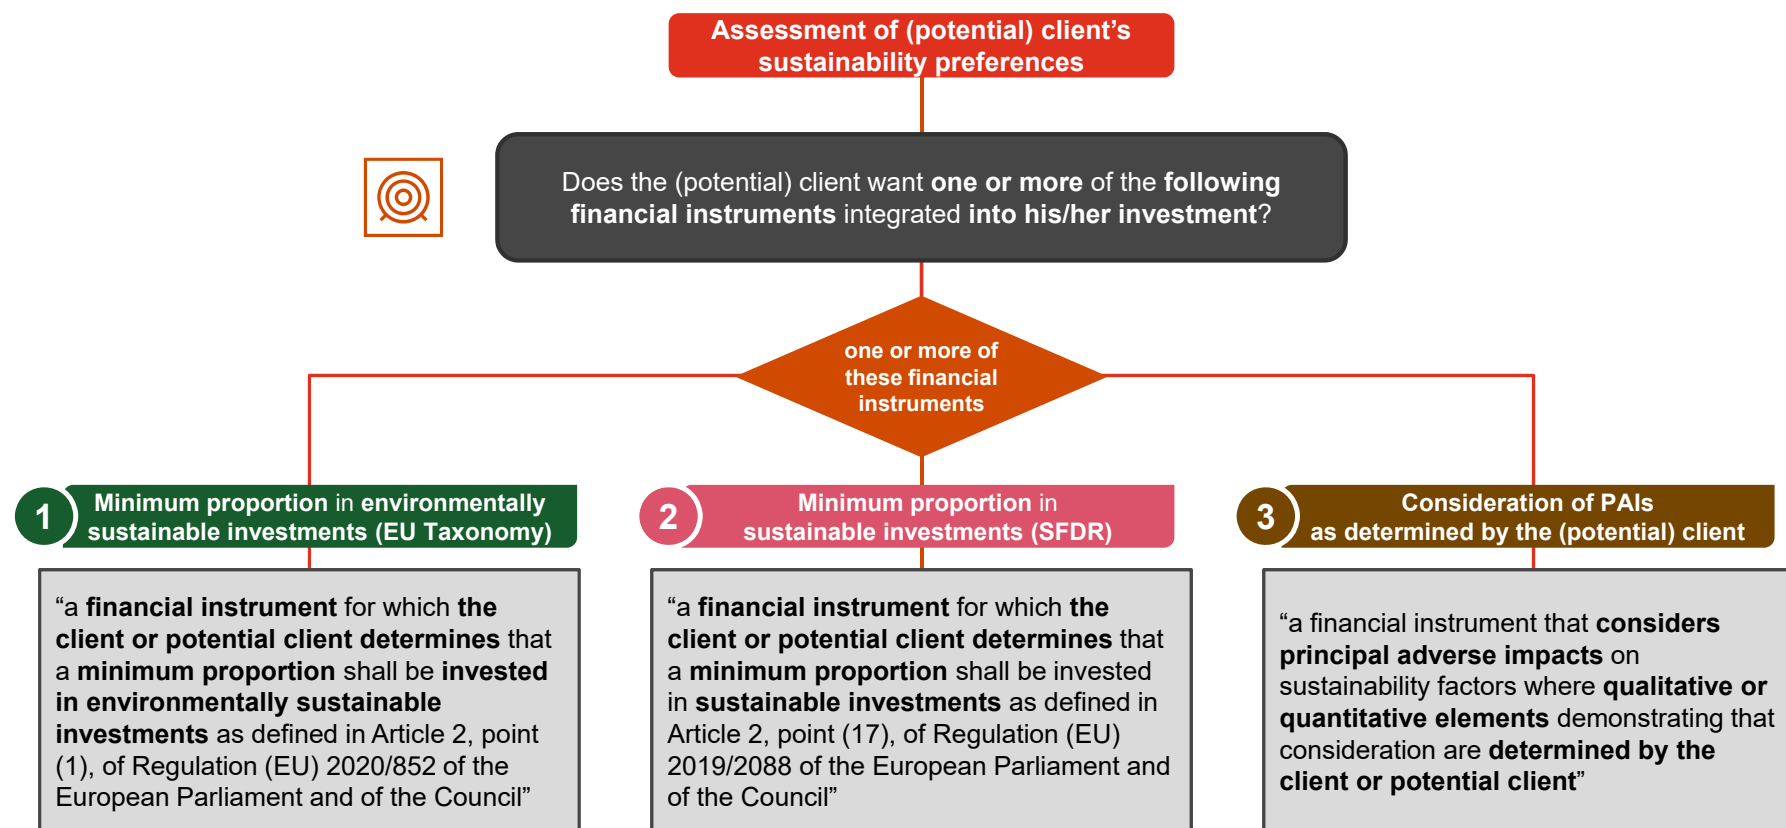 Assessment of (potential) client’s
sustainability preferences
Does the (potential) client want one or more of the following
financial instruments integrated into his/her investment?
one or more of
these financial
instruments
1
Minimum proportion in environmentally
sustainable investments (EU Taxonomy)
“a financial instrument for which the
client or potential client determines that
a minimum proportion shall be invested
in environmentally sustainable
investments as defined in Article 2, point
(1), of Regulation (EU) 2020/852 of the
European Parliament and of the Council”
2
Minimum proportion in
sustainable investments (SFDR)
“a financial instrument for which the
client or potential client determines that
a minimum proportion shall be invested
in sustainable investments as defined in
Article 2, point (17), of Regulation (EU)
2019/2088 of the European Parliament and
of the Council”
3
Consideration of PAIs
as determined by the (potential) client
“a financial instrument that considers
principal adverse impacts on
sustainability factors where qualitative or
quantitative elements demonstrating that
consideration are determined by the
client or potential client”